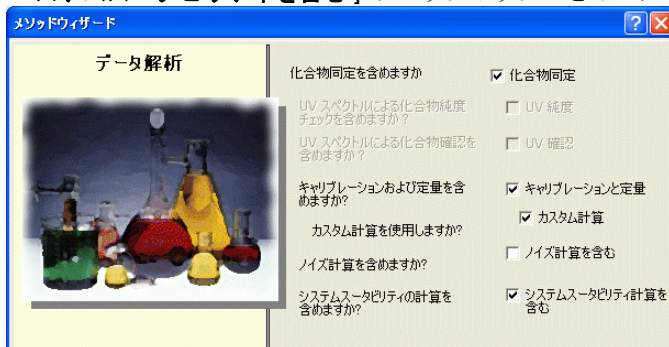 メソッドウィザード
データ解析
化合物同定を含めますか
化合物同定
UV スペクトルによる化合物純度
チェックを含めますか?
UV 純度
UV スペクトルによる化合物確認を
含めますか?
UV 確認
キャリブレーションおよび定量を含
めますか?
キャリブレーションと定量
カスタム計算を使用しますか?
カスタム計算
ノイズ計算を含めますか?
ノイズ計算を含む
システムスータビリティの計算を
含めますか?
システムスータビリティ計算を
含む